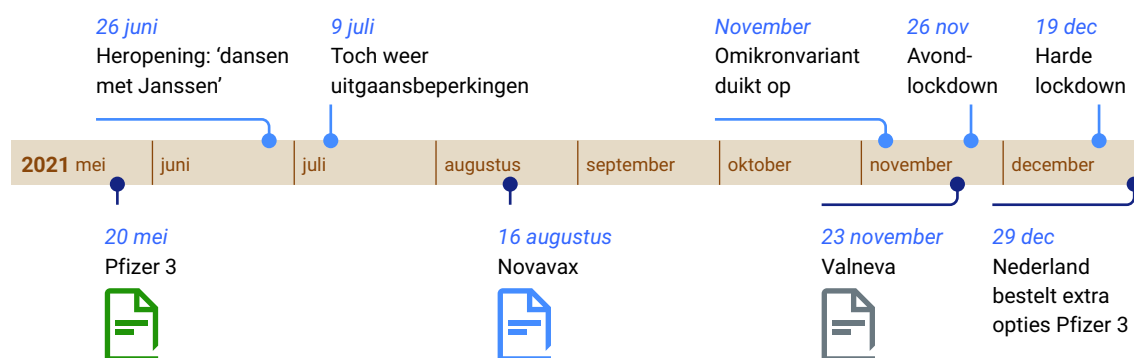 26 juni
Heropening: ‘dansen
met Janssen’
9 juli
Toch weer
uitgaansbeperkingen
November
Omikronvariant
duikt op
26 nov
Avond-
lockdown
19 dec
Harde
lockdown
2021 mei juni juli augustus september oktober november december
20 mei
Pfizer 3
16 augustus
Novavax
23 november
Valneva
29 dec
Nederland
bestelt extra
opties Pfizer 3